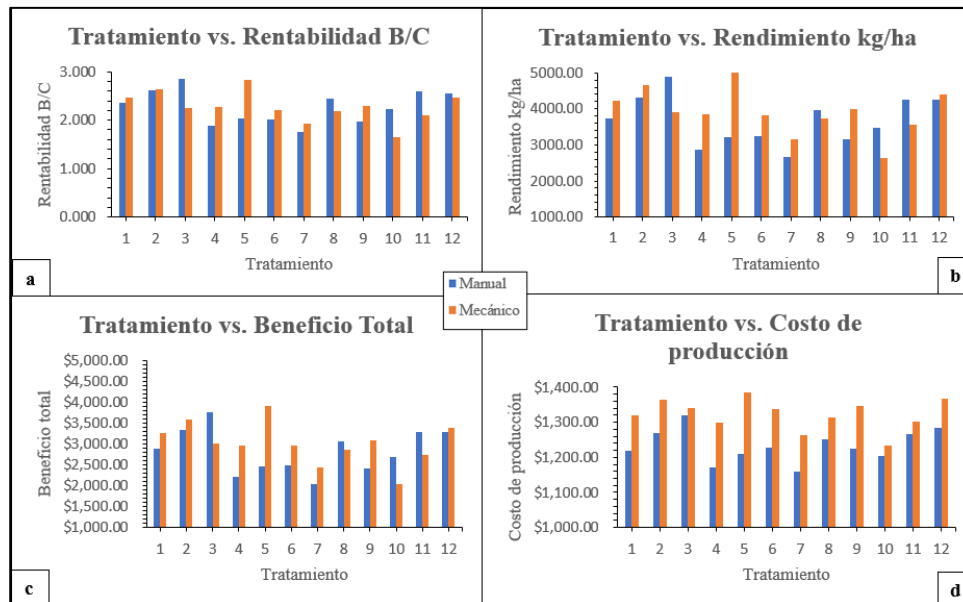 Tratamiento vs. Rentabilidad B/C
Rentabilidad B/C
3.000
2.000
1.000
0.000
1 2 3 4 5 6 7 8 9 10 11 12
Tratamiento
a
Tratamiento vs. Rendimiento kg/ha
Rendimiento kg/ha
5000.00
4000.00
3000.00
2000.00
1000.00
1 2 3 4 5 6 7 8 9 10 11 12
Tratamiento
b
Manual
Mecánico
Tratamiento vs. Beneficio Total
Beneficio total
$5,000.00
$4,500.00
$4,000.00
$3,500.00
$3,000.00
$2,500.00
$2,000.00
$1,500.00
$1,000.00
1 2 3 4 5 6 7 8 9 10 11 12
Tratamiento
c
Tratamiento vs. Costo de
producción
Costo de producción
$1,400.00
$1,300.00
$1,200.00
$1,100.00
$1,000.00
1 2 3 4 5 6 7 8 9 10 11 12
Tratamiento
d